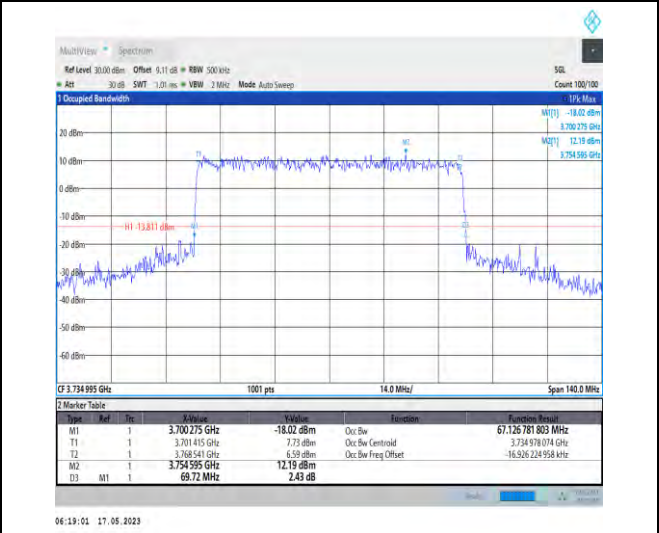 MultiView Spectrum
Ref Level 30.00 dBm Offset 9.11 dB RBW 500 kHz SGL
Att 30 dB SWT 1.01 ms VBW 2 MHz Mode Auto Sweep Count 100/100
1 Occupied Bandwidth 1Pk Max
M1[1] -18.02 dBm
3.700 275 GHz
M2[1] 12.19 dBm
3.754 595 GHz
20 dBm
10 dBm
0 dBm
-10 dBm
-20 dBm
-30 dBm
-40 dBm
-50 dBm
-60 dBm
T1
M2
T2
H1 -13.811 dBm
M1
D3
CF 3.734 995 GHz 1001 pts 14.0 MHz/ Span 140.0 MHz
2 Marker Table
Type Ref Trc X-Value Y-Value Function Function Result
M1 1 3.700 275 GHz -18.02 dBm Occ Bw 67.126 781 803 MHz
T1 1 3.701 415 GHz 7.73 dBm Occ Bw Centroid 3.734 978 074 GHz
T2 1 3.768 541 GHz 6.59 dBm Occ Bw Freq Offset -16.926 224 958 kHz
M2 1 3.754 595 GHz 12.19 dBm
D3 M1 1 69.72 MHz 2.43 dB
06:19:01 17.05.2023